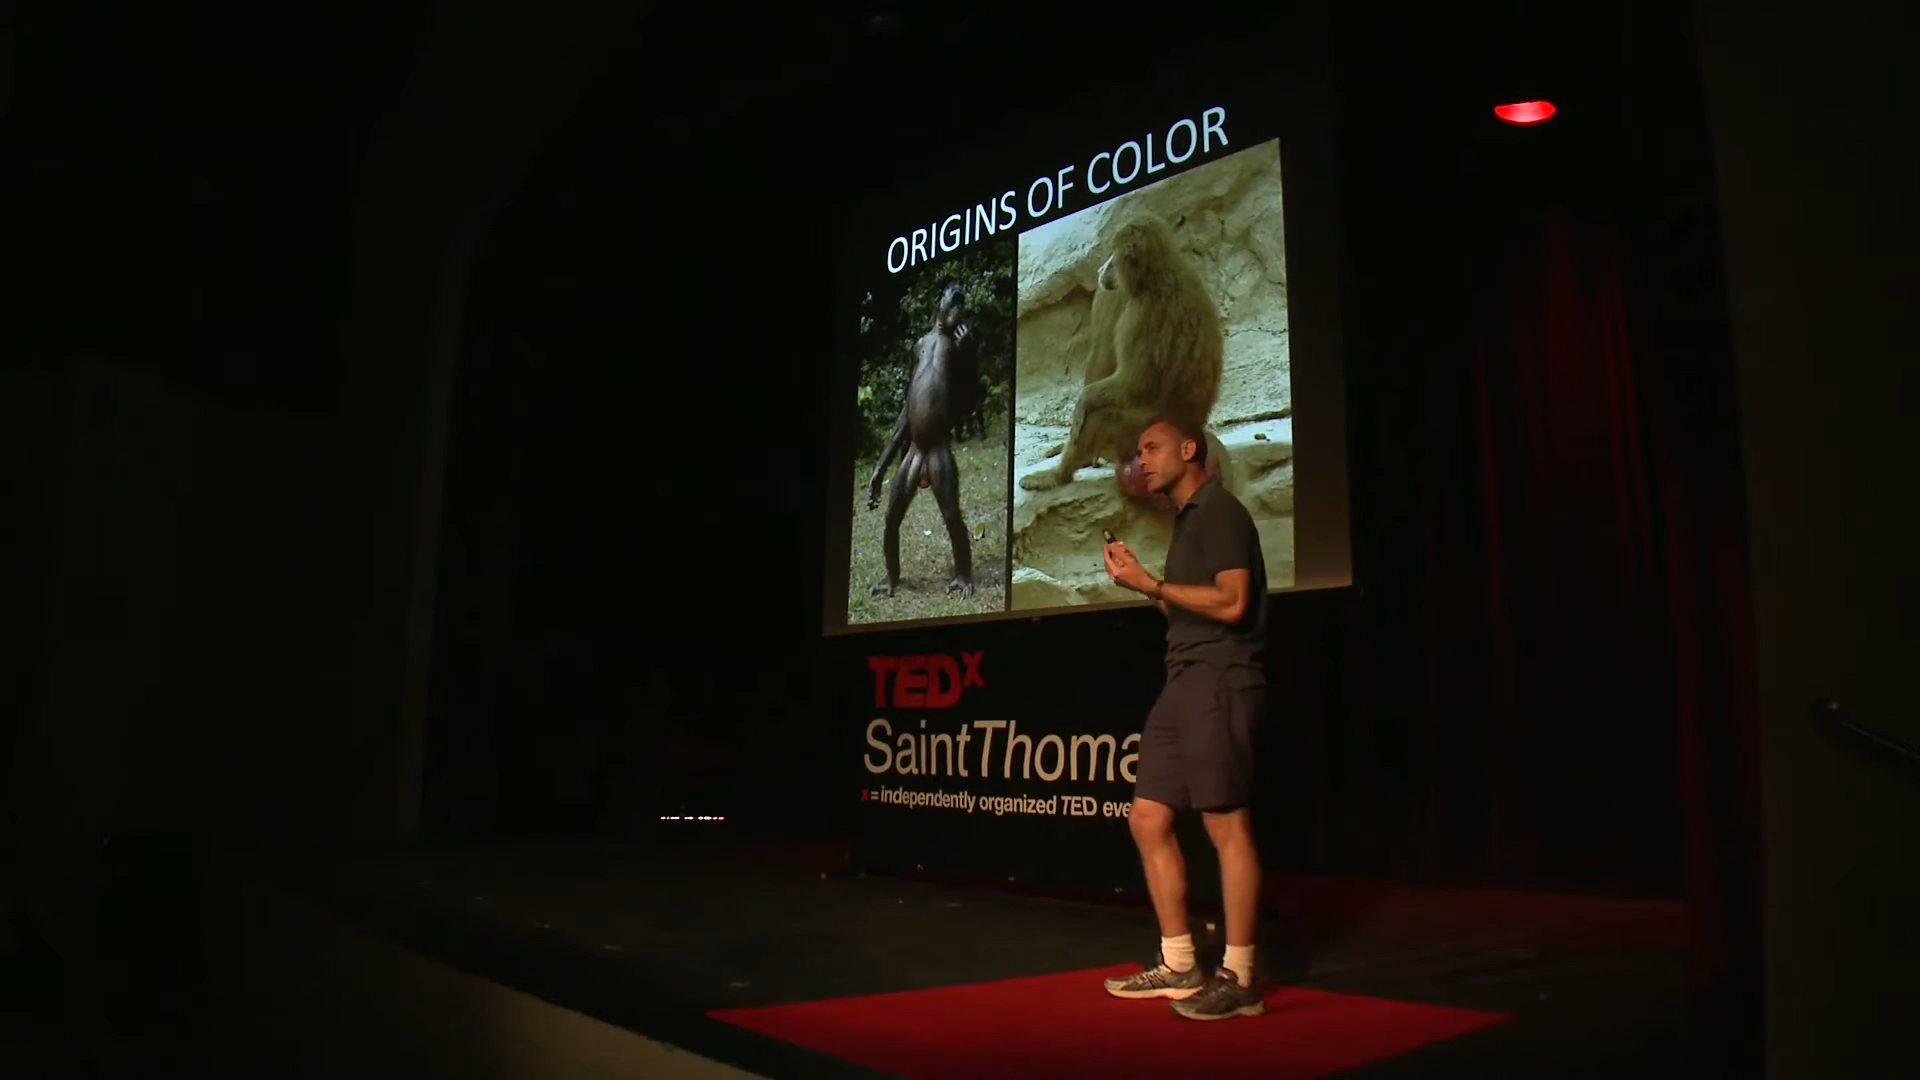 ORIGINS OF COLOR
TEDx
SaintThoma
x = independently organized TED eve